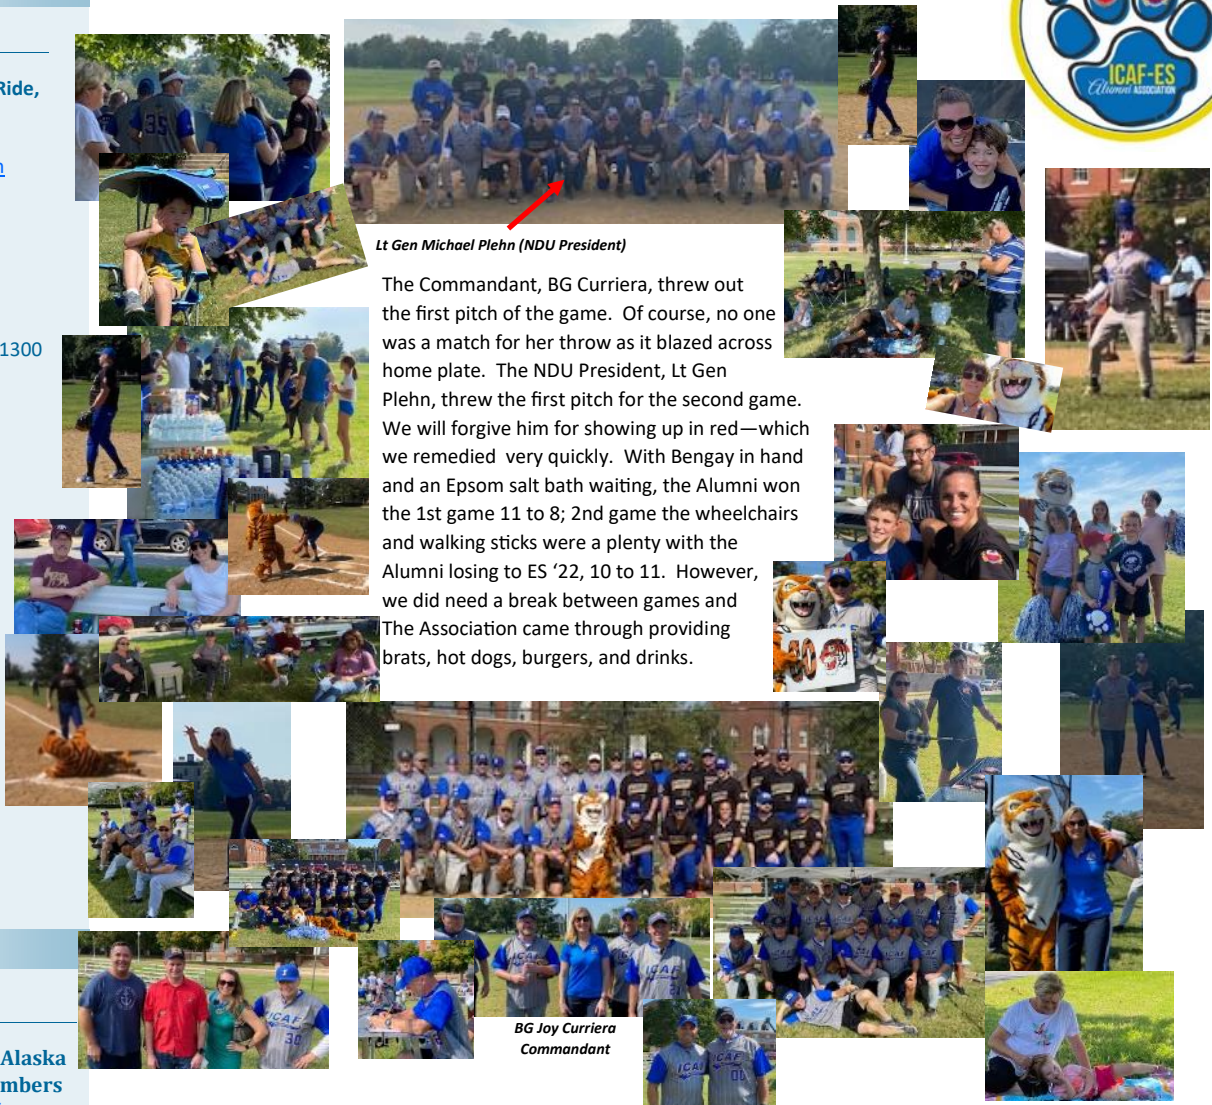 Ride,
1300
Alaska
mbers
ICAF-ES
Alumni ASSOCIATION
35
Lt Gen Michael Plehn (NDU President)
The Commandant, BG Curriera, threw out
the first pitch of the game.  Of course, no one
was a match for her throw as it blazed across
home plate.  The NDU President, Lt Gen
Plehn, threw the first pitch for the second game.
We will forgive him for showing up in red—which
we remedied  very quickly.  With Bengay in hand
and an Epsom salt bath waiting, the Alumni won
the 1st game 11 to 8; 2nd game the wheelchairs
and walking sticks were a plenty with the
Alumni losing to ES ‘22, 10 to 11.  However,
we did need a break between games and
The Association came through providing
brats, hot dogs, burgers, and drinks.
ICAF
30
BG Joy Curriera
Commandant
ICAF
ICAF
00